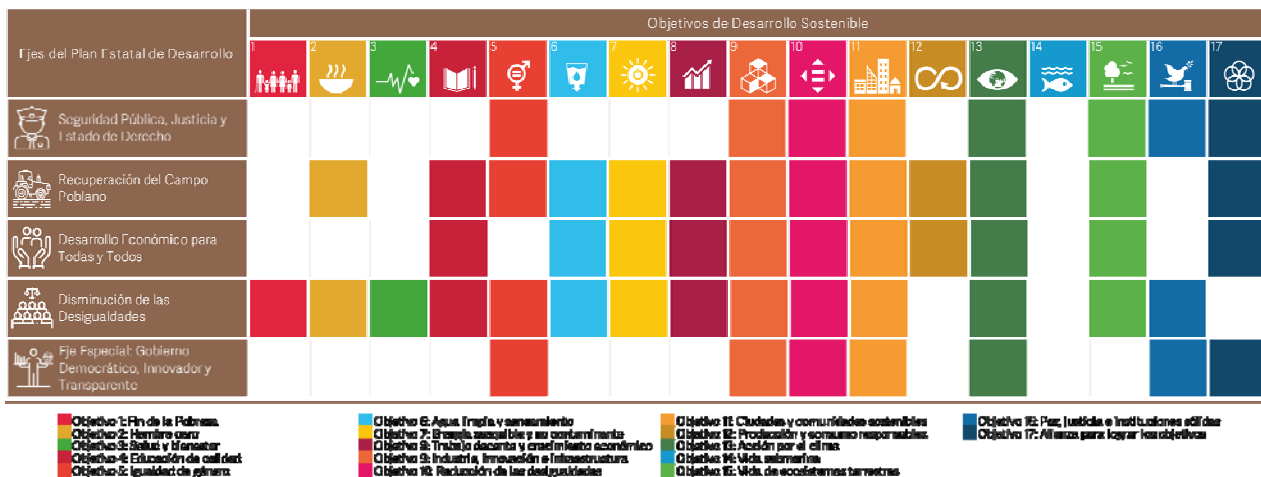 Objetivos de Desarrollo Sostenible
Ejes del Plan Estatal de Desarrollo
1 2 3 4 5 6 7 8 9 10 11 12 13 14 15 16 17
Seguridad Pública, Justicia y
Estado de Derecho
Recuperación del Campo
Poblano
Desarrollo Económico para
Todas y Todos
Disminución de las
Desigualdades
Eje Especial: Gobierno
Democrático, Innovador y
Transparente
Objetivo 1: Fin de la Pobreza
Objetivo 2: Hambre cero
Objetivo 3: Salud y bienestar
Objetivo 4: Educación de calidad
Objetivo 5: Igualdad de género
Objetivo 6: Agua limpia y saneamiento
Objetivo 7: Energía asequible y no contaminante
Objetivo 8: Trabajo decente y crecimiento económico
Objetivo 9: Industria, innovación e infraestructura
Objetivo 10: Reducción de las desigualdades
Objetivo 11: Ciudades y comunidades sostenibles
Objetivo 12: Producción y consumo responsables
Objetivo 13: Acción por el clima
Objetivo 14: Vida submarina
Objetivo 15: Vida de ecosistemas terrestres
Objetivo 16: Paz, justicia e instituciones sólidas
Objetivo 17: Alianza para lograr los objetivos